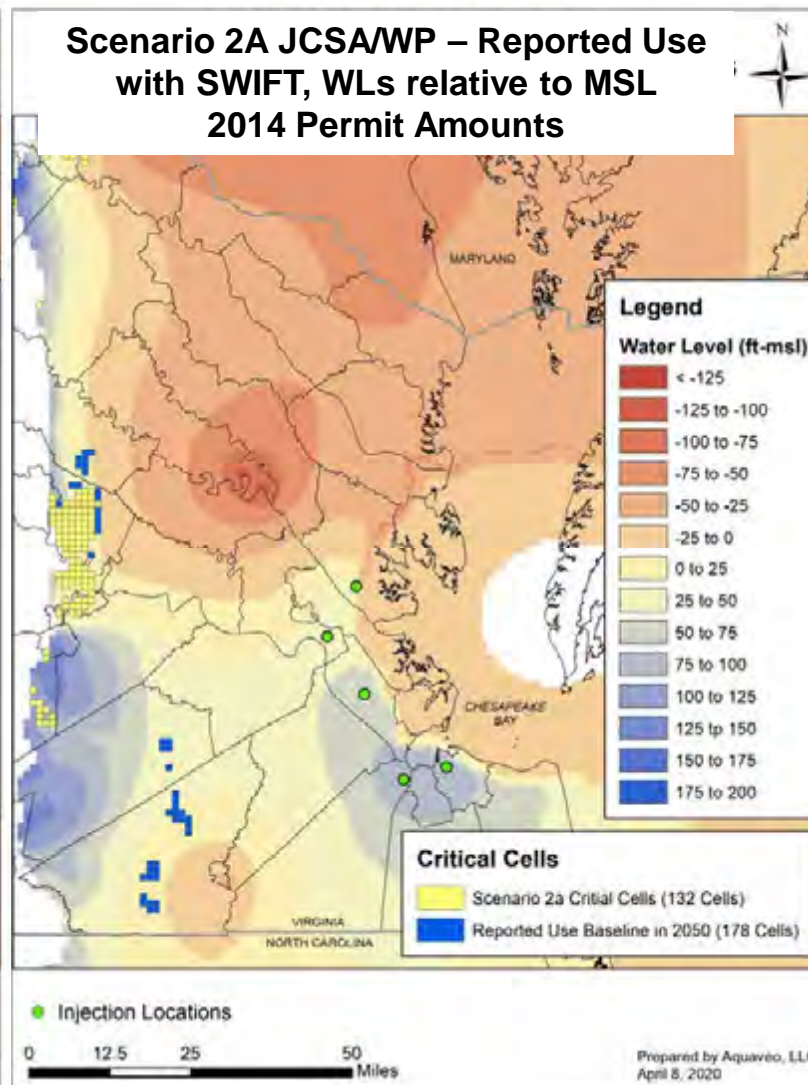 Scenario 2A JCSA/WP – Reported Use
with SWIFT, WLs relative to MSL
2014 Permit Amounts
N
MARYLAND
Legend
Water Level (ft-msl)
< -125
-125 to -100
-100 to -75
-75 to -50
-50 to -25
-25 to 0
0 to 25
25 to 50
50 to 75
75 to 100
100 to 125
125 tp 150
150 to 175
175 to 200
CHESAPEAKE
BAY
Critical Cells
Scenario 2a Critial Cells (132 Cells)
Reported Use Baseline in 2050 (178 Cells)
VIRGINIA
NORTH CAROLINA
Injection Locations
0 12.5 25 50
Miles
Prepared by Aquaveo, LL
April 8, 2020